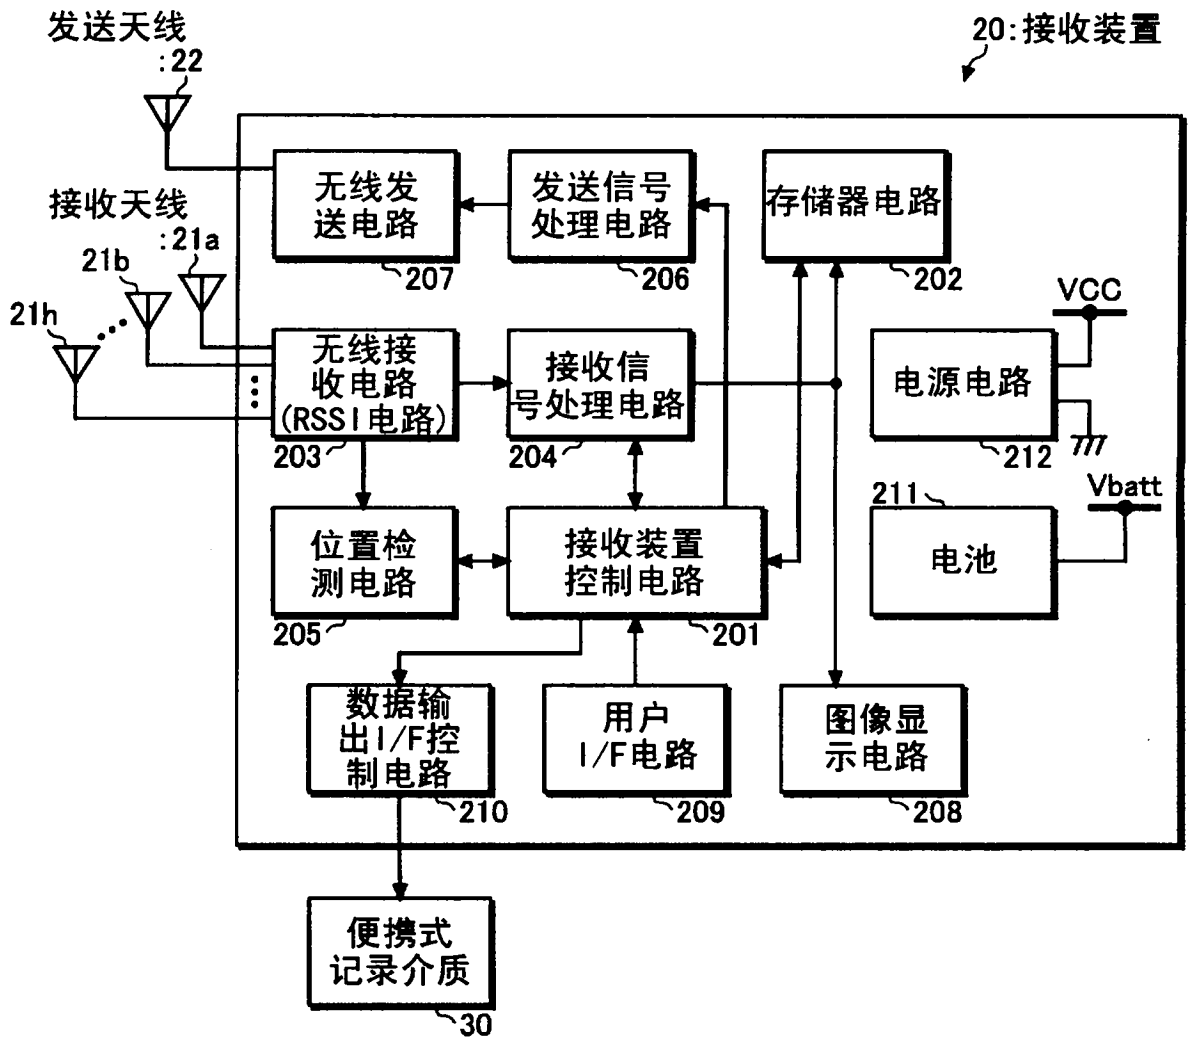 发送天线
:22
20:接收装置
无线发
送电路
207
发送信号
处理电路
206
存储器电路
202
接收天线
:21a
21b
21h
无线接
收电路
(RSSI电路)
203
接收信
号处理电路
204
VCC
电源电路
212
位置检
测电路
205
接收装置
控制电路
201
211
Vbatt
电池
数据输
出I/F控
制电路
210
用户
I/F电路
209
图像显
示电路
208
便携式
记录介质
30